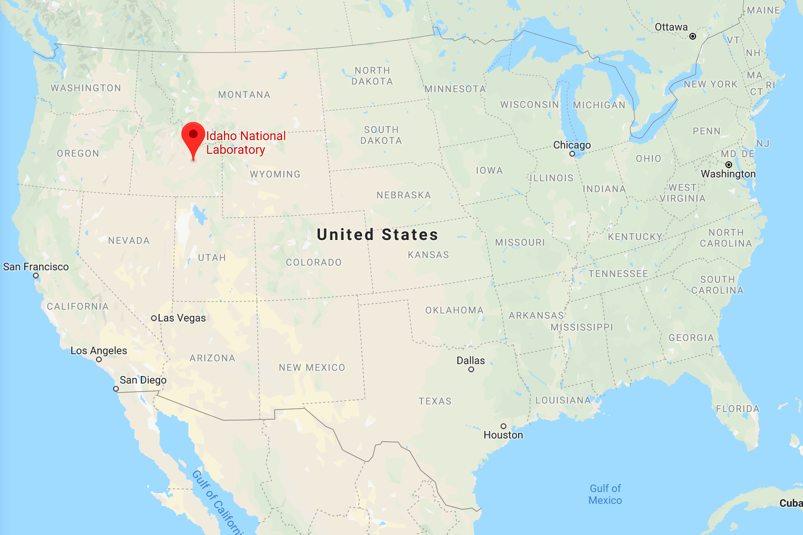 Ottawa
MAINE
VT
NH
WASHINGTON
MONTANA
NORTH
DAKOTA
MINNESOTA
WISCONSIN
MICHIGAN
NEW YORK
MA
CT
RI
Idaho National
Laboratory
OREGON
SOUTH
DAKOTA
Chicago
PENN
NJ
OHIO
MD
DE
Washington
WYOMING
IOWA
ILLINOIS
INDIANA
WEST
VIRGINIA
NEBRASKA
United States
NEVADA
UTAH
COLORADO
KANSAS
MISSOURI
KENTUCKY
NORTH
CAROLINA
San Francisco
TENNESSEE
SOUTH
CAROLINA
CALIFORNIA
Las Vegas
OKLAHOMA
ARKANSAS
MISSISSIPPI
GEORGIA
Los Angeles
ARIZONA
NEW MEXICO
Dallas
San Diego
TEXAS
LOUISIANA
FLORIDA
Houston
Gulf of
Mexico
Gulf of Californi
Cuba